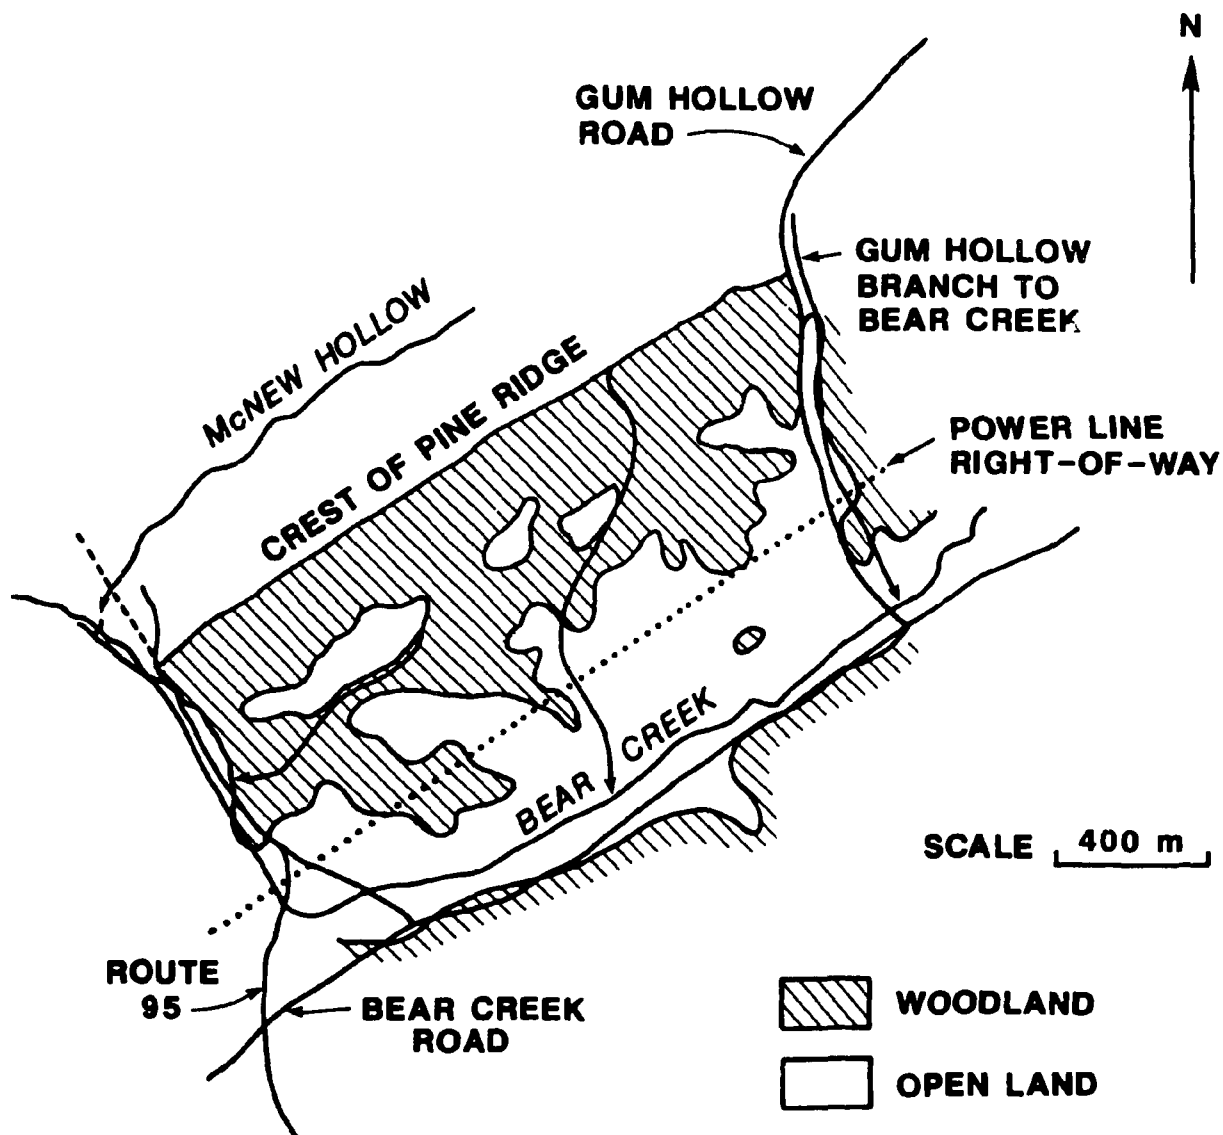 N
GUM HOLLOW
ROAD
GUM HOLLOW
BRANCH TO
BEAR CREEK
McNEW HOLLOW
CREST OF PINE RIDGE
POWER LINE
RIGHT-OF-WAY
BEAR CREEK
SCALE 400 m
ROUTE
95
BEAR CREEK
ROAD
WOODLAND
OPEN LAND